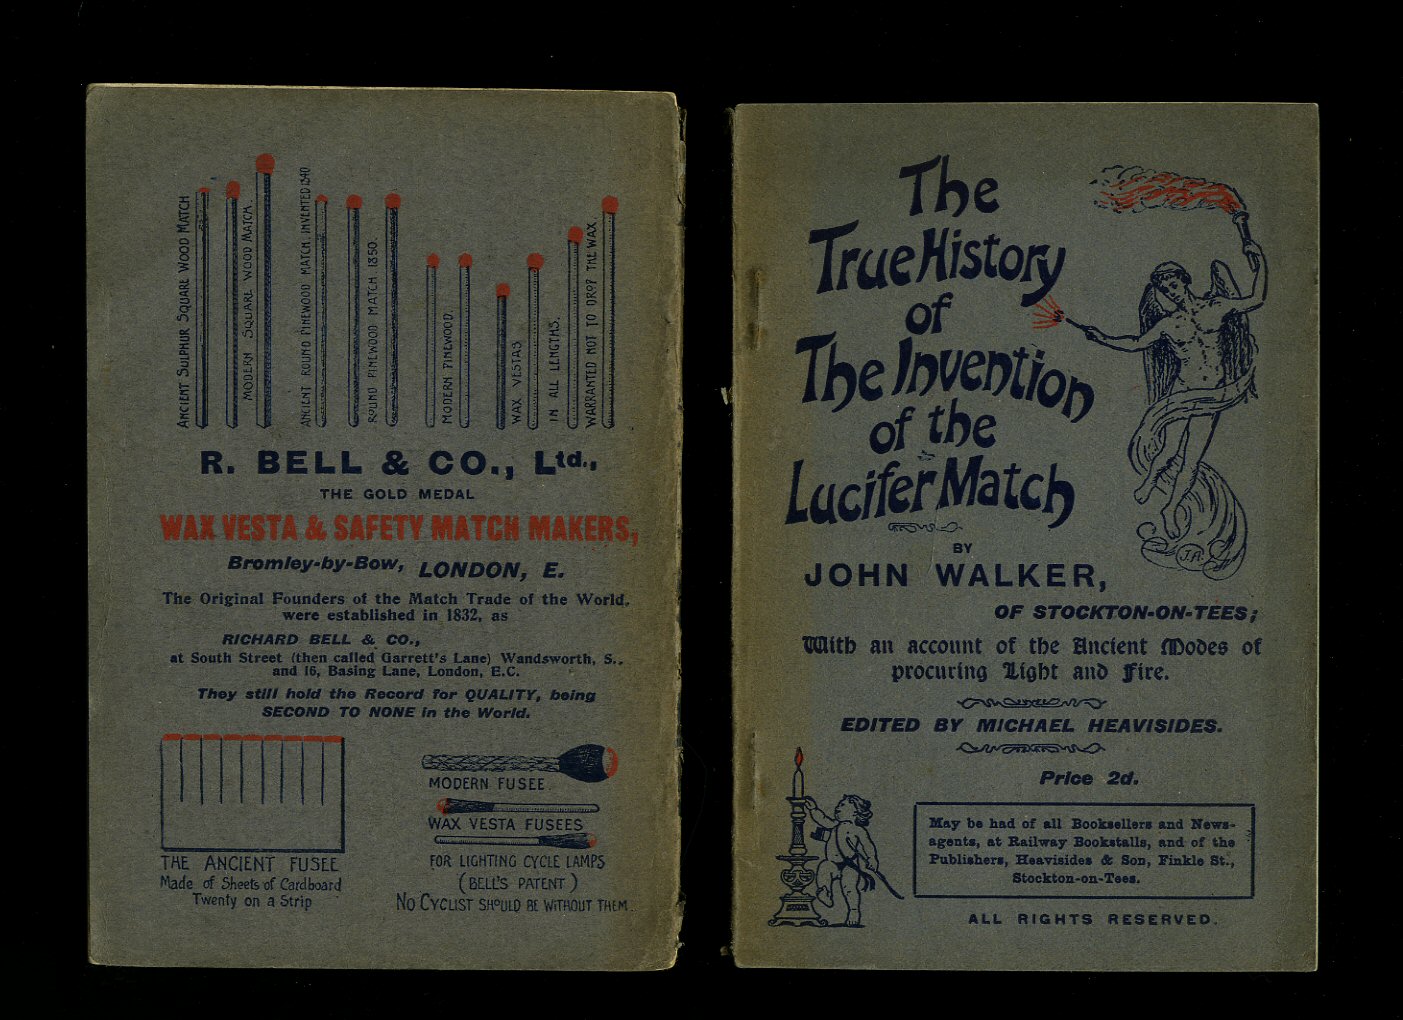 ANCIENT SULPHUR SQUARE WOOD MATCH
MODERN SQUARE WOOD MATCH
ANCIENT ROUND PINEWOOD MATCH, INVENTED 1840
ROUND PINEWOOD MATCH 1850.
MODERN PINEWOOD.
WAX VESTAS
IN ALL LENGTHS.
WARRANTED NOT TO DROP THE WAX.
R. BELL & CO., Ltd.,
THE GOLD MEDAL
WAX VESTA & SAFETY MATCH MAKERS,
Bromley-by-Bow, LONDON, E.
The Original Founders of the Match Trade of the World,
were established in 1832, as
RICHARD BELL & CO.,
at South Street (then called Garrett's Lane) Wandsworth, S.,
and 16, Basing Lane, London, E.C.
They still hold the Record for QUALITY, being
SECOND TO NONE in the World.
THE ANCIENT FUSEE
Made of Sheets of Cardboard
Twenty on a Strip
MODERN FUSEE
WAX VESTA FUSEES
FOR LIGHTING CYCLE LAMPS
(BELL'S PATENT)
NO CYCLIST SHOULD BE WITHOUT THEM.
The
True History
of
The Invention
of the
Lucifer Match
BY
JOHN WALKER,
OF STOCKTON-ON-TEES;
With an account of the Ancient Modes of
procuring Light and Fire.
EDITED BY MICHAEL HEAVISIDES.
Price 2d.
May be had of all Booksellers and News-
agents, at Railway Bookstalls, and of the
Publishers, Heavisides & Son, Finkle St.,
Stockton-on-Tees.
ALL RIGHTS RESERVED.
J.R.